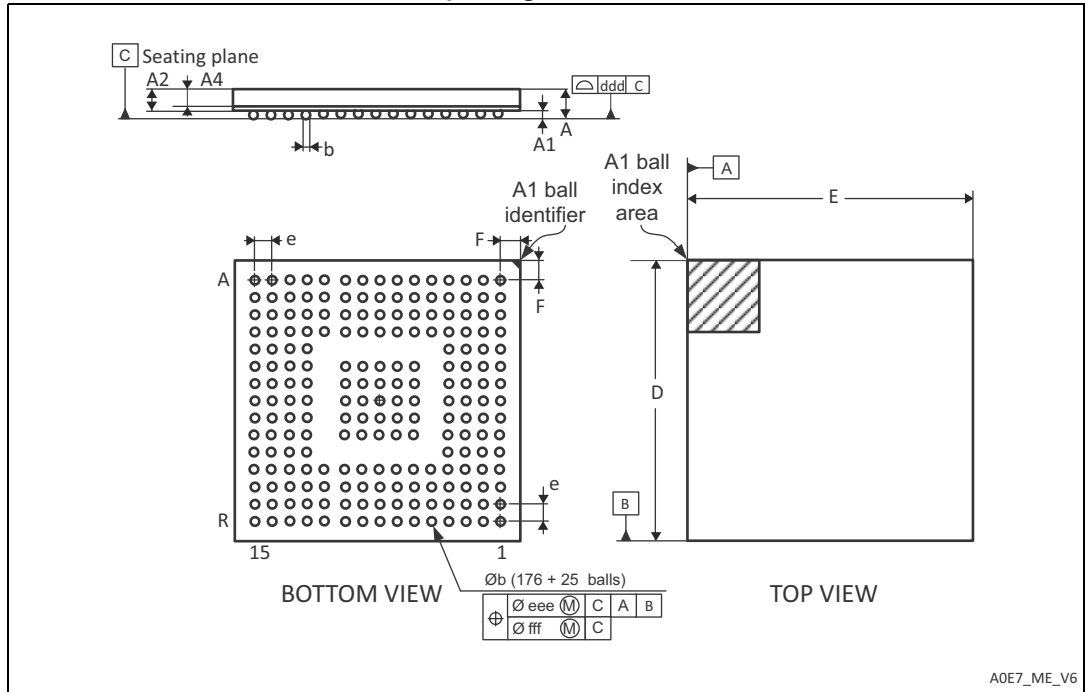 C Seating plane
A2 A4
ddd C
A
A1
b
A1 ball
identifier
A1 ball
index
area
A
E
e
F
A
F
D
e
B
R
15 1
BOTTOM VIEW
Øb (176 + 25 balls)
Ø eee M C A B
Ø fff M C
TOP VIEW
A0E7_ME_V6